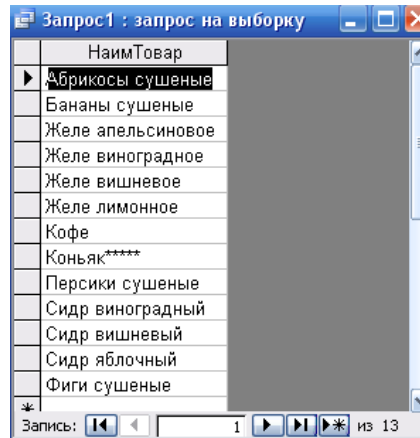 Запрос1 : запрос на выборку
НаимТовар
Абрикосы сушеные
Бананы сушеные
Желе апельсиновое
Желе виноградное
Желе вишневое
Желе лимонное
Кофе
Коньяк*****
Персики сушеные
Сидр виноградный
Сидр вишневый
Сидр яблочный
Фиги сушеные
Запись: 1 из 13